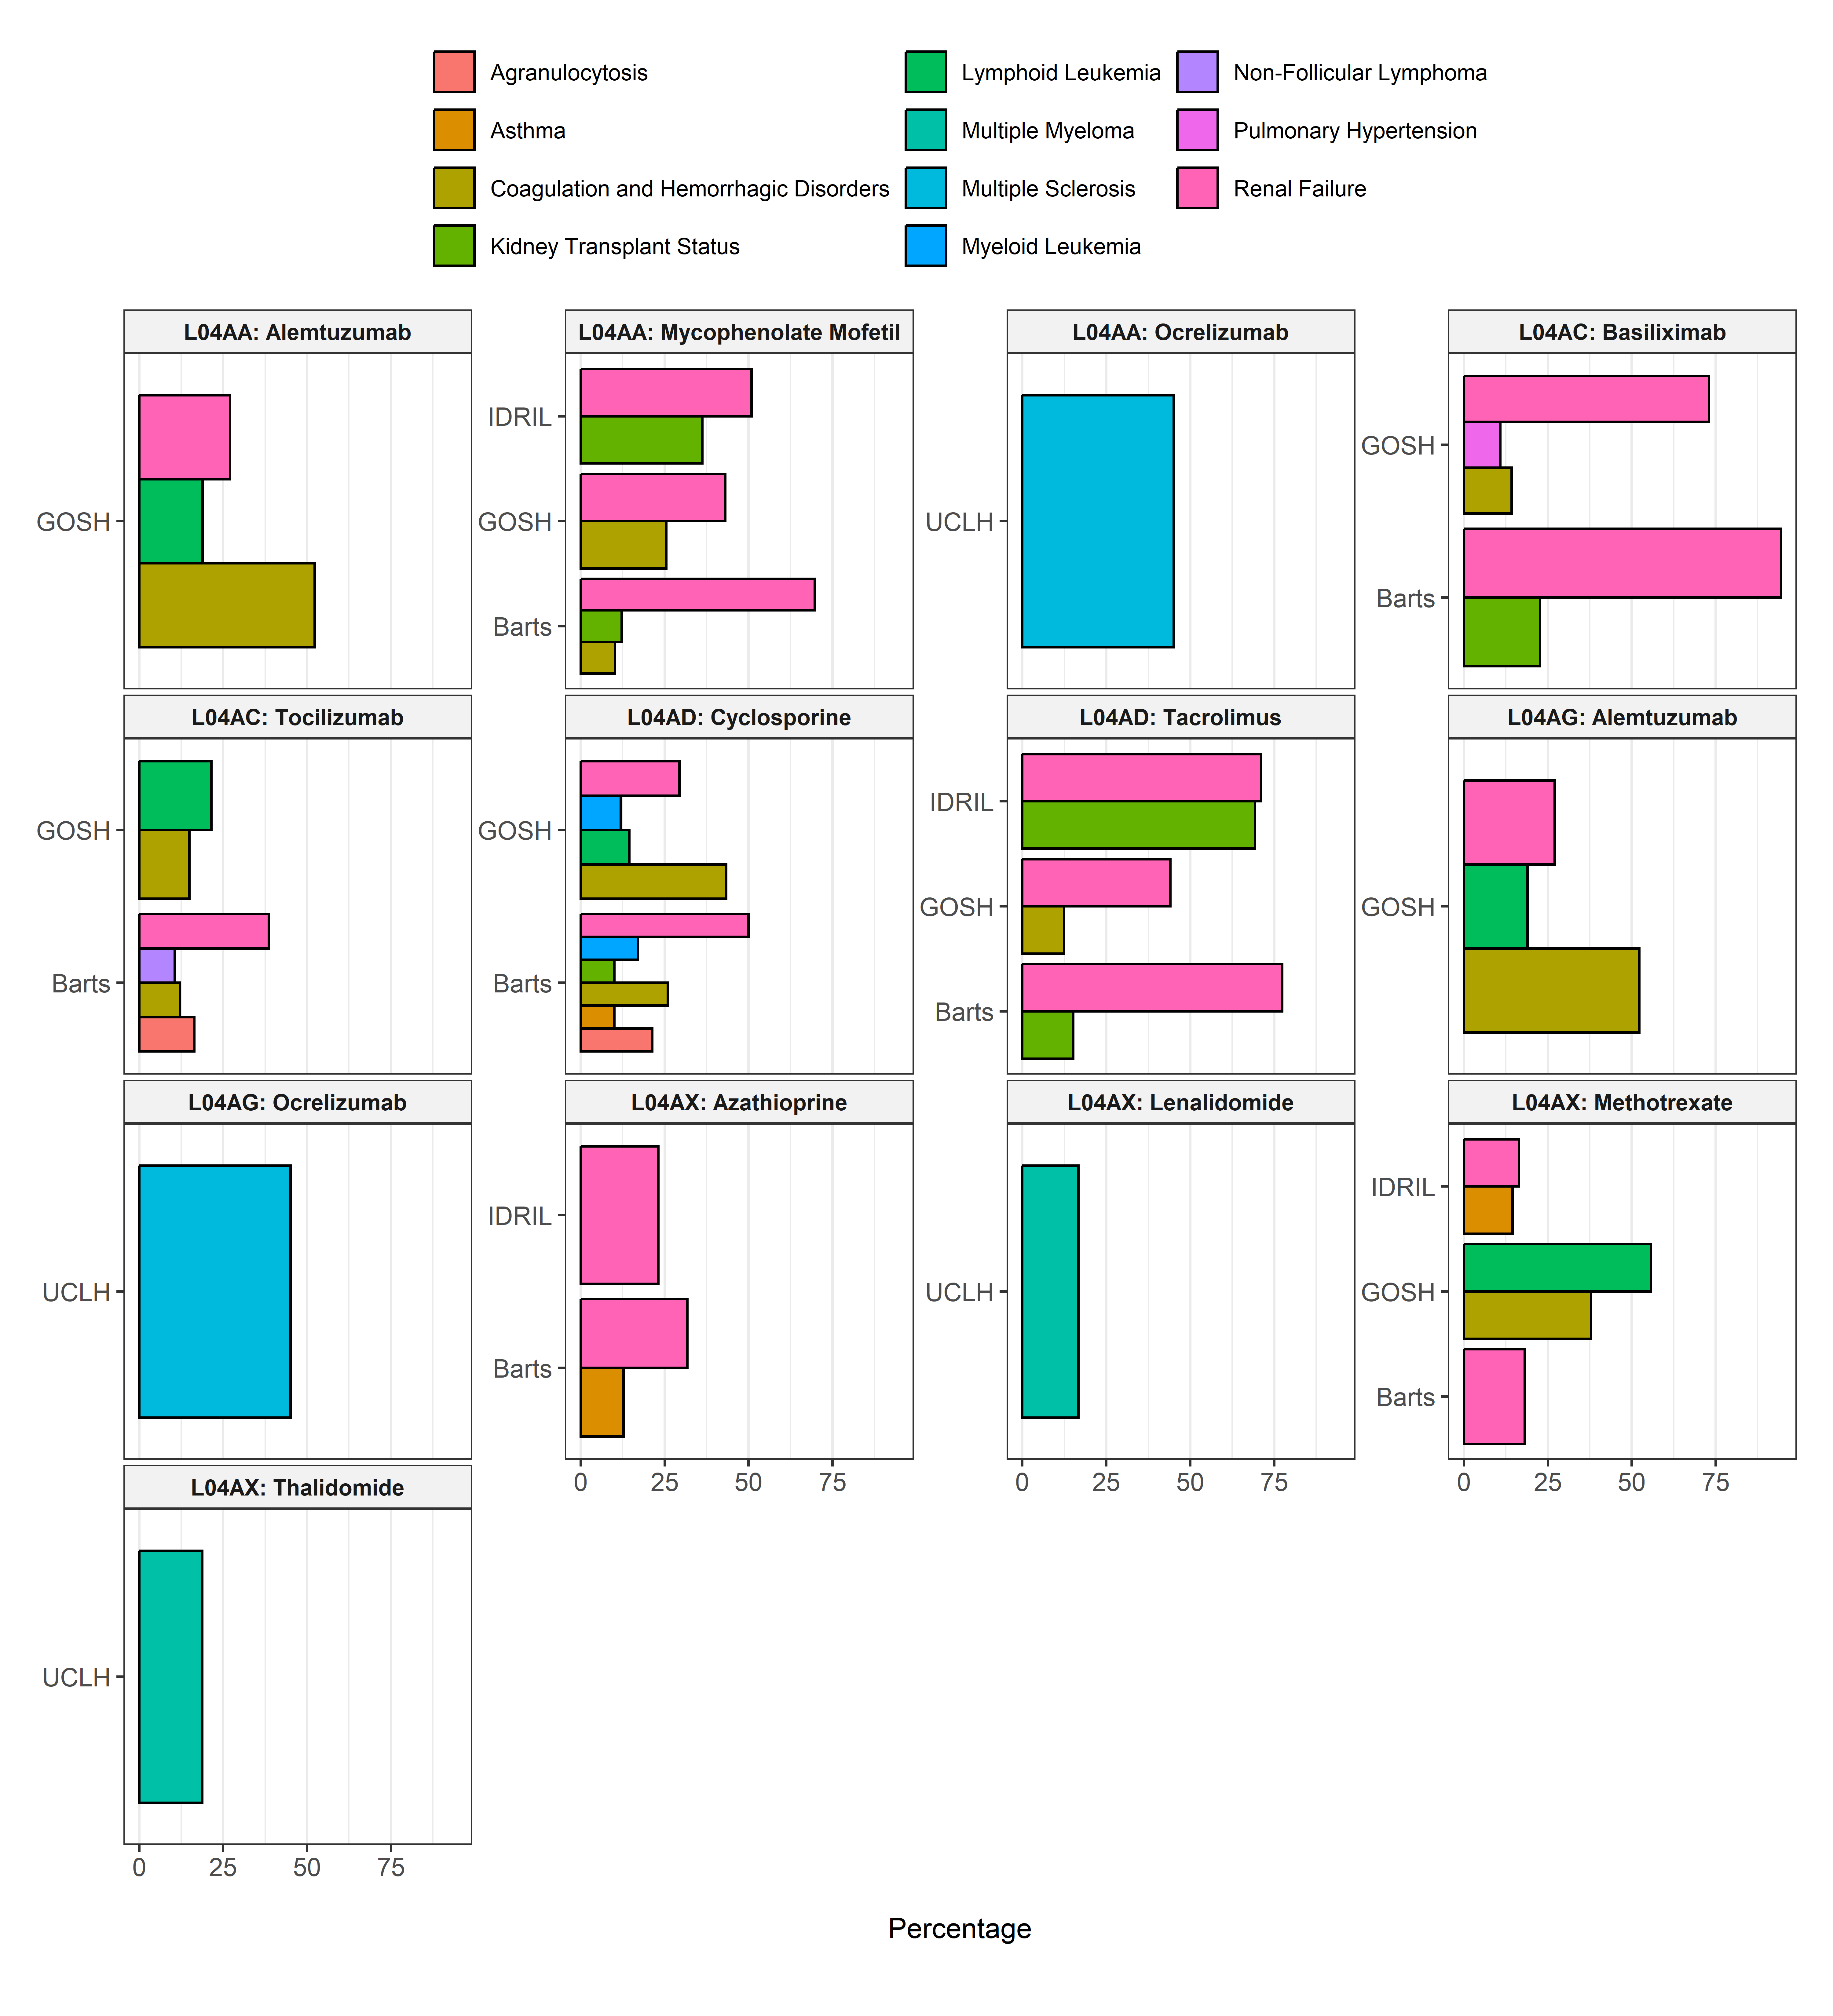 Agranulocytosis
Asthma
Coagulation and Hemorrhagic Disorders
Kidney Transplant Status
Lymphoid Leukemia
Multiple Myeloma
Multiple Sclerosis
Myeloid Leukemia
Non-Follicular Lymphoma
Pulmonary Hypertension
Renal Failure
L04AA: Alemtuzumab
GOSH
L04AA: Mycophenolate Mofetil
IDRIL
GOSH
Barts
L04AA: Ocrelizumab
UCLH
L04AC: Basiliximab
GOSH
Barts
L04AC: Tocilizumab
GOSH
Barts
L04AD: Cyclosporine
GOSH
Barts
L04AD: Tacrolimus
IDRIL
GOSH
Barts
L04AG: Alemtuzumab
GOSH
L04AG: Ocrelizumab
UCLH
L04AX: Azathioprine
IDRIL
Barts
0 25 50 75
L04AX: Lenalidomide
UCLH
0 25 50 75
L04AX: Methotrexate
IDRIL
GOSH
Barts
0 25 50 75
L04AX: Thalidomide
UCLH
0 25 50 75
Percentage